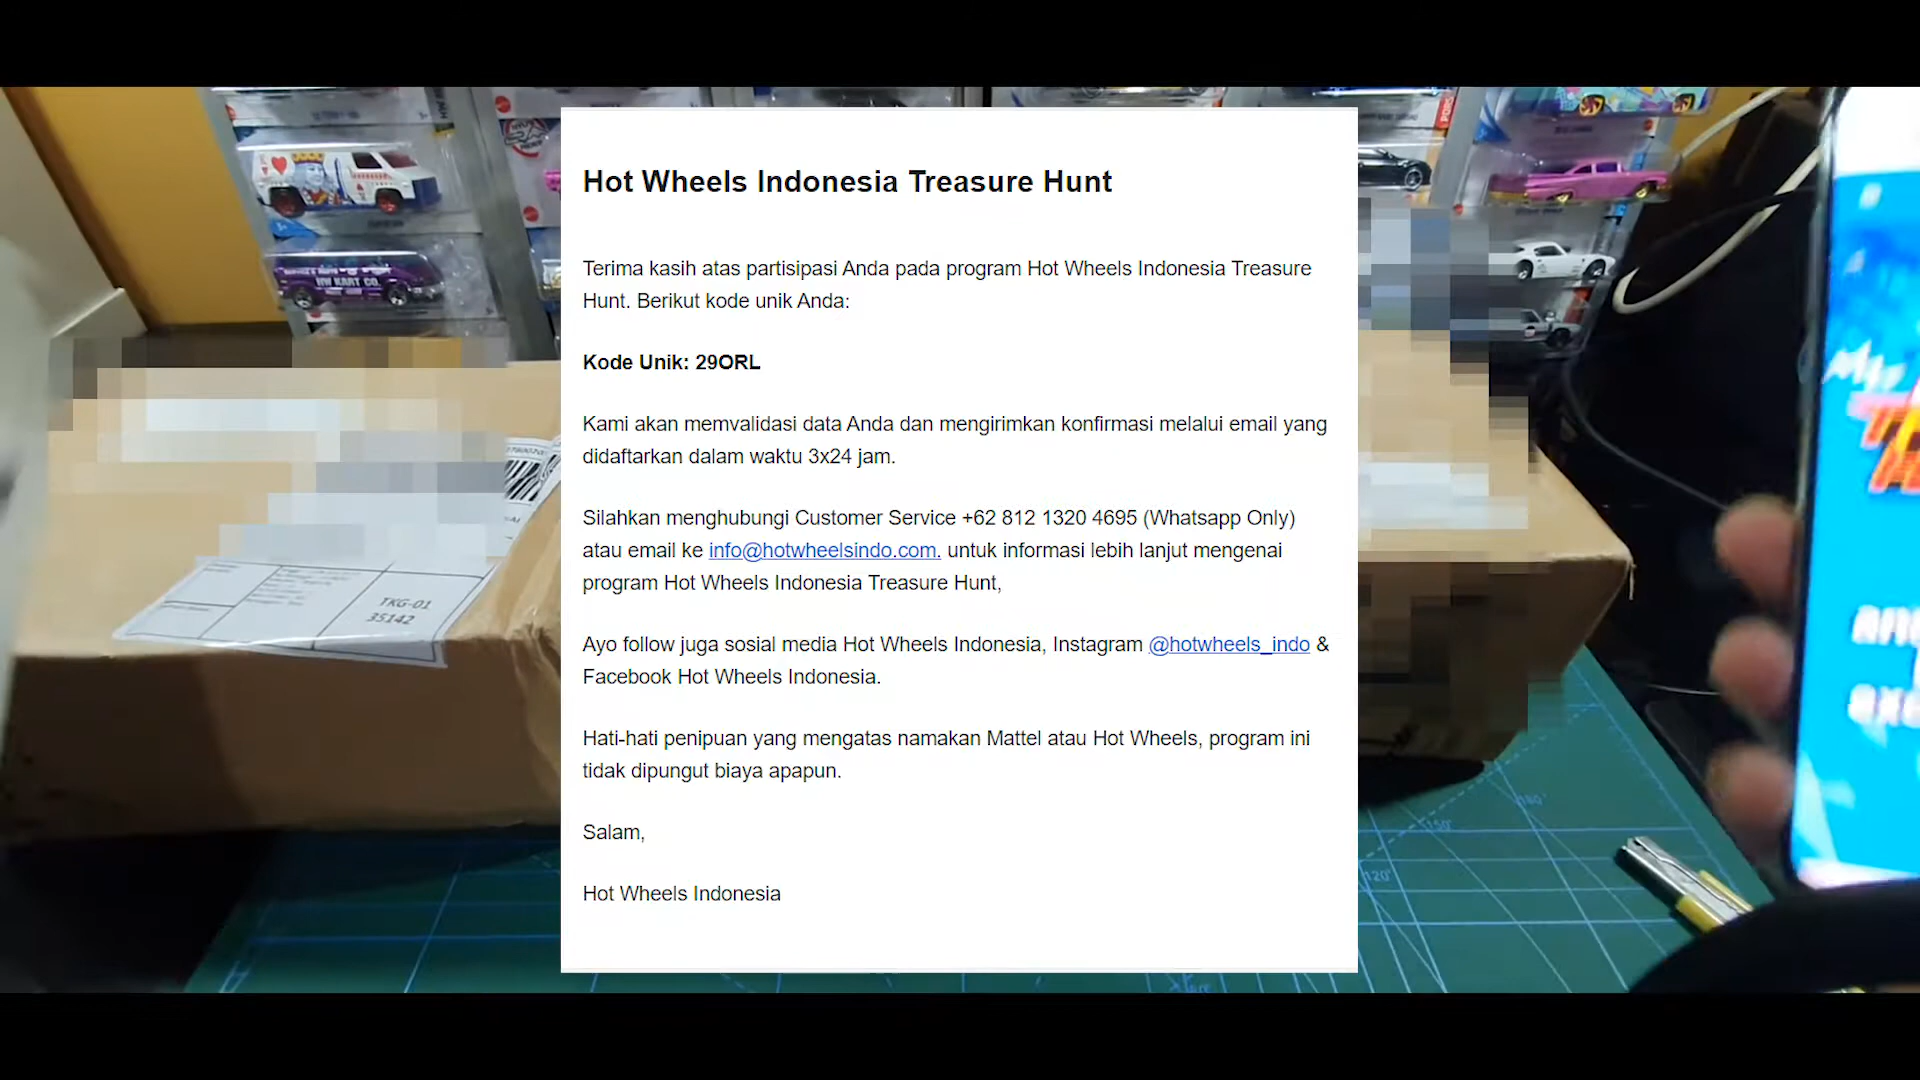 Hot Wheels Indonesia Treasure Hunt
Terima kasih atas partisipasi Anda pada program Hot Wheels Indonesia Treasure
Hunt. Berikut kode unik Anda:
Kode Unik: 29ORL
Kami akan memvalidasi data Anda dan mengirimkan konfirmasi melalui email yang
didaftarkan dalam waktu 3x24 jam.
Silahkan menghubungi Customer Service +62 812 1320 4695 (Whatsapp Only)
atau email ke info@hotwheelsindo.com. untuk informasi lebih lanjut mengenai
program Hot Wheels Indonesia Treasure Hunt,
Ayo follow juga sosial media Hot Wheels Indonesia, Instagram @hotwheels_indo &
Facebook Hot Wheels Indonesia.
Hati-hati penipuan yang mengatas namakan Mattel atau Hot Wheels, program ini
tidak dipungut biaya apapun.
Salam,
Hot Wheels Indonesia
HW KART CO.
TKG-01
35142
150°
120°